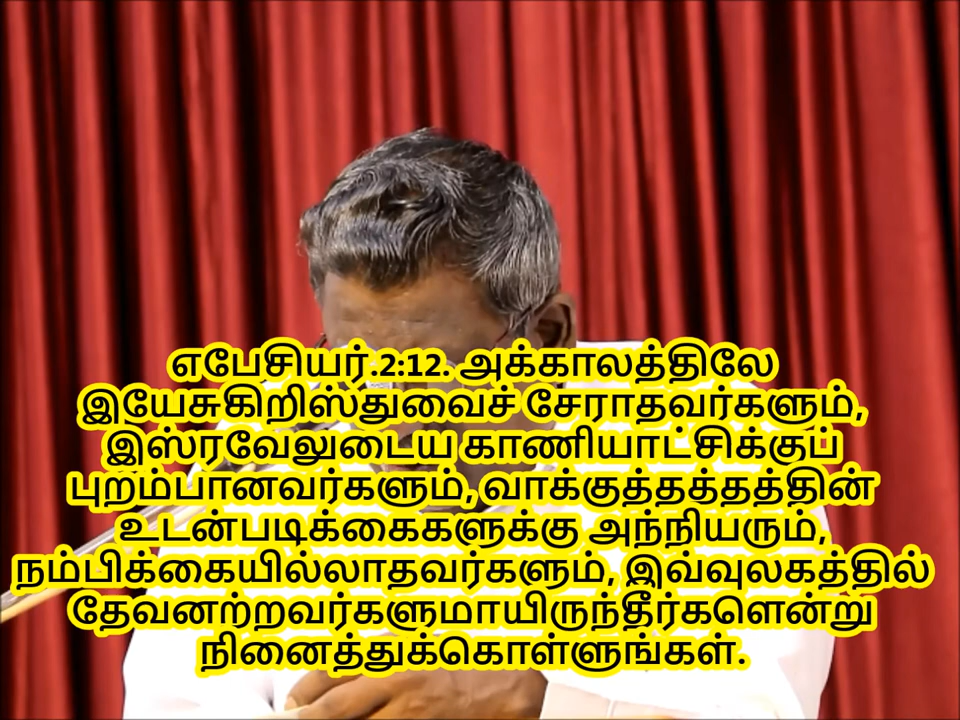 எபேசியர்.2:12. அக்காலத்திலே
இயேசுகிறிஸ்துவைச் சேராதவர்களும்,
இஸ்ரவேலுடைய காணியாட்சிக்குப்
புறம்பானவர்களும், வாக்குத்தத்தத்தின்
உடன்படிக்கைகளுக்கு அந்நியரும்,
நம்பிக்கையில்லாதவர்களும், இவ்வுலகத்தில்
தேவனற்றவர்களுமாயிருந்தீர்களென்று
நினைத்துக்கொள்ளுங்கள்.